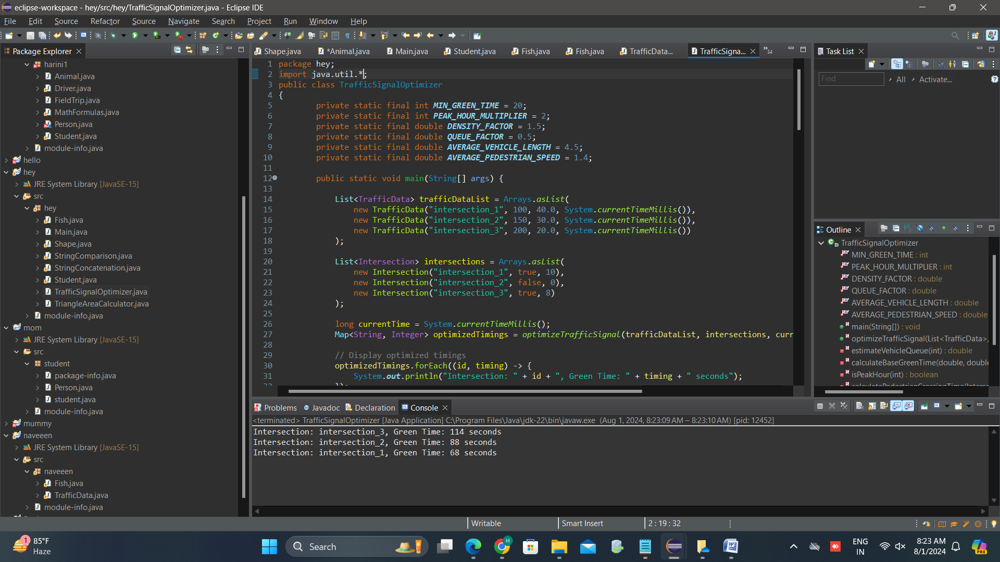 eclipse-workspace - hey/src/hey/TrafficSignalOptimizer.java - Eclipse IDE
File Edit Source Refactor Source Navigate Search Project Run Window Help
Package Explorer
harini1
Animal.java
Driver.java
FieldTrip.java
MathFormulas.java
Person.java
Student.java
module-info.java
hello
hey
JRE System Library [JavaSE-15]
src
hey
Fish.java
Main.java
Shape.java
StringComparison.java
StringConcatenation.java
Student.java
TrafficSignalOptimizer.java
TriangleAreaCalculator.java
module-info.java
mom
JRE System Library [JavaSE-15]
src
student
package-info.java
Person.java
student.java
module-info.java
mummy
naveeen
JRE System Library [JavaSE-15]
src
naveeen
Fish.java
TrafficData.java
module-info.java
Shape.java *Animal.java Main.java Student.java Fish.java Fish.java TrafficData... TrafficSigna... »34
1 package hey;
2 import java.util.*;
3 public class TrafficSignalOptimizer
4 {
5 private static final int MIN_GREEN_TIME = 20;
6 private static final int PEAK_HOUR_MULTIPLIER = 2;
7 private static final double DENSITY_FACTOR = 1.5;
8 private static final double QUEUE_FACTOR = 0.5;
9 private static final double AVERAGE_VEHICLE_LENGTH = 4.5;
10 private static final double AVERAGE_PEDESTRIAN_SPEED = 1.4;
11
12 public static void main(String[] args) {
13
14 List<TrafficData> trafficDataList = Arrays.asList(
15 new TrafficData("intersection_1", 100, 40.0, System.currentTimeMillis()),
16 new TrafficData("intersection_2", 150, 30.0, System.currentTimeMillis()),
17 new TrafficData("intersection_3", 200, 20.0, System.currentTimeMillis())
18 );
19
20 List<Intersection> intersections = Arrays.asList(
21 new Intersection("intersection_1", true, 10),
22 new Intersection("intersection_2", false, 0),
23 new Intersection("intersection_3", true, 8)
24 );
25
26 long currentTime = System.currentTimeMillis();
27 Map<String, Integer> optimizedTimings = optimizeTrafficSignal(trafficDataList, intersections, curr
28
29 // Display optimized timings
30 optimizedTimings.forEach((id, timing) -> {
31 System.out.println("Intersection: " + id + ", Green Time: " + timing + " seconds");
Task List
Find All Activate...
Outline
TrafficSignalOptimizer
MIN_GREEN_TIME : int
PEAK_HOUR_MULTIPLIER : int
DENSITY_FACTOR : double
QUEUE_FACTOR : double
AVERAGE_VEHICLE_LENGTH : double
AVERAGE_PEDESTRIAN_SPEED : double
main(String[]) : void
optimizeTrafficSignal(List<TrafficData>,
estimateVehicleQueue(int) : double
calculateBaseGreenTime(double, double
isPeakHour(int) : boolean
Problems Javadoc Declaration Console
<terminated> TrafficSignalOptimizer [Java Application] C:\Program Files\Java\jdk-22\bin\javaw.exe (Aug 1, 2024, 8:23:09 AM – 8:23:10 AM) [pid: 12452]
Intersection: intersection_3, Green Time: 114 seconds
Intersection: intersection_2, Green Time: 88 seconds
Intersection: intersection_1, Green Time: 68 seconds
Writable Smart Insert 2 : 19 : 32
1
85°F
Haze
Search
H
ENG
IN
8:23 AM
8/1/2024
PRE